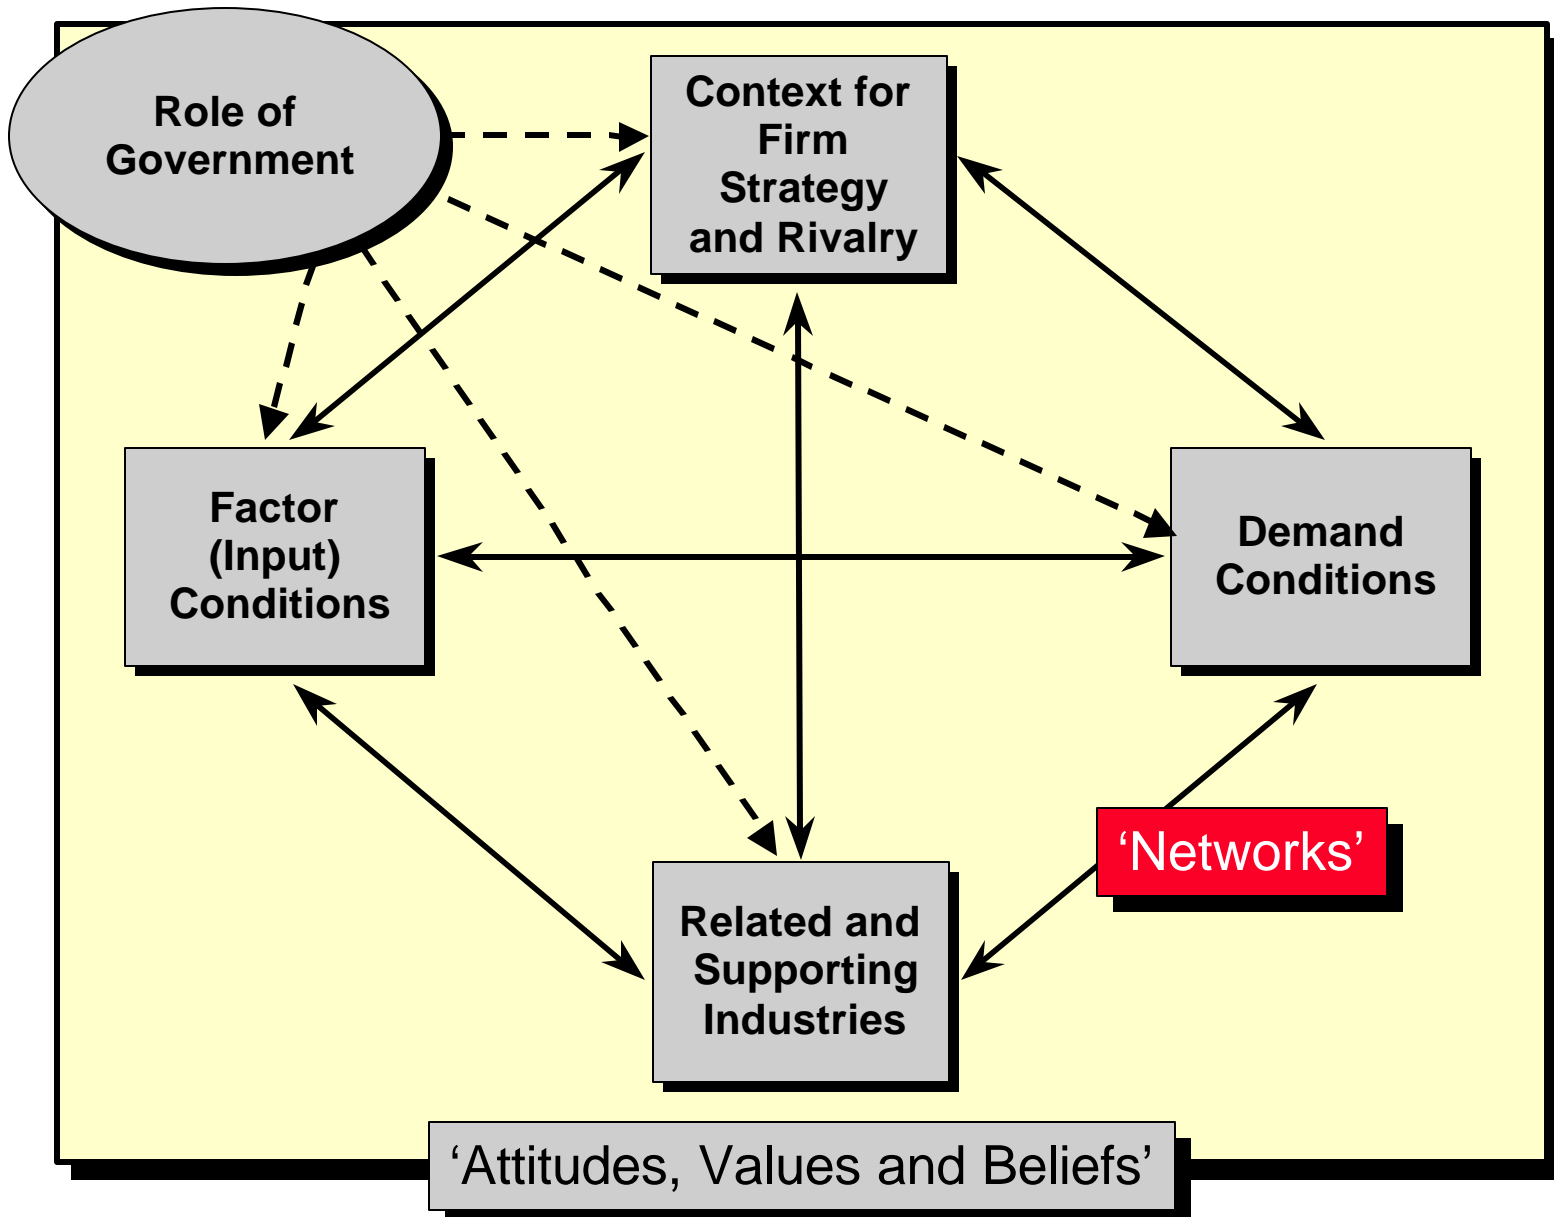 Role of
Government
Context for
Firm
Strategy
and Rivalry
Factor
(Input)
Conditions
Demand
Conditions
‘Networks’
Related and
Supporting
Industries
‘Attitudes, Values and Beliefs’